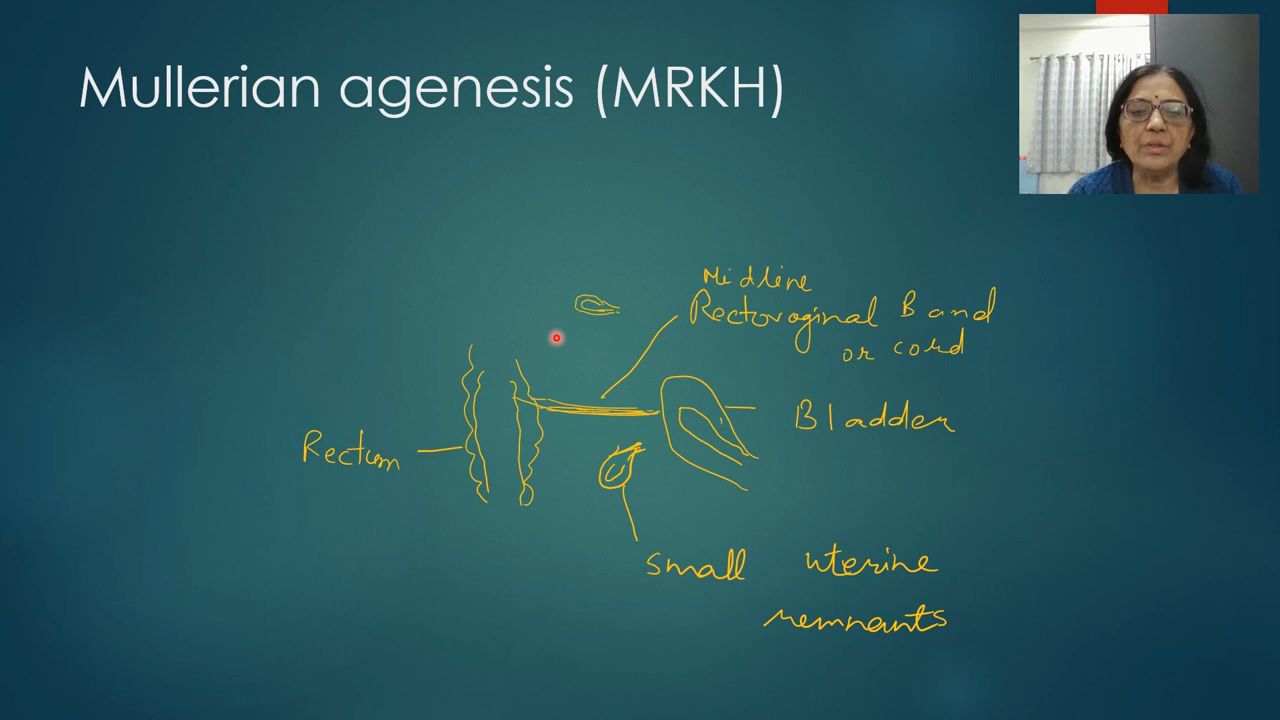 Mullerian agenesis (MRKH)
Midline
Rectovaginal Band
or cord
Bladder
Rectum
small uterine
remnants